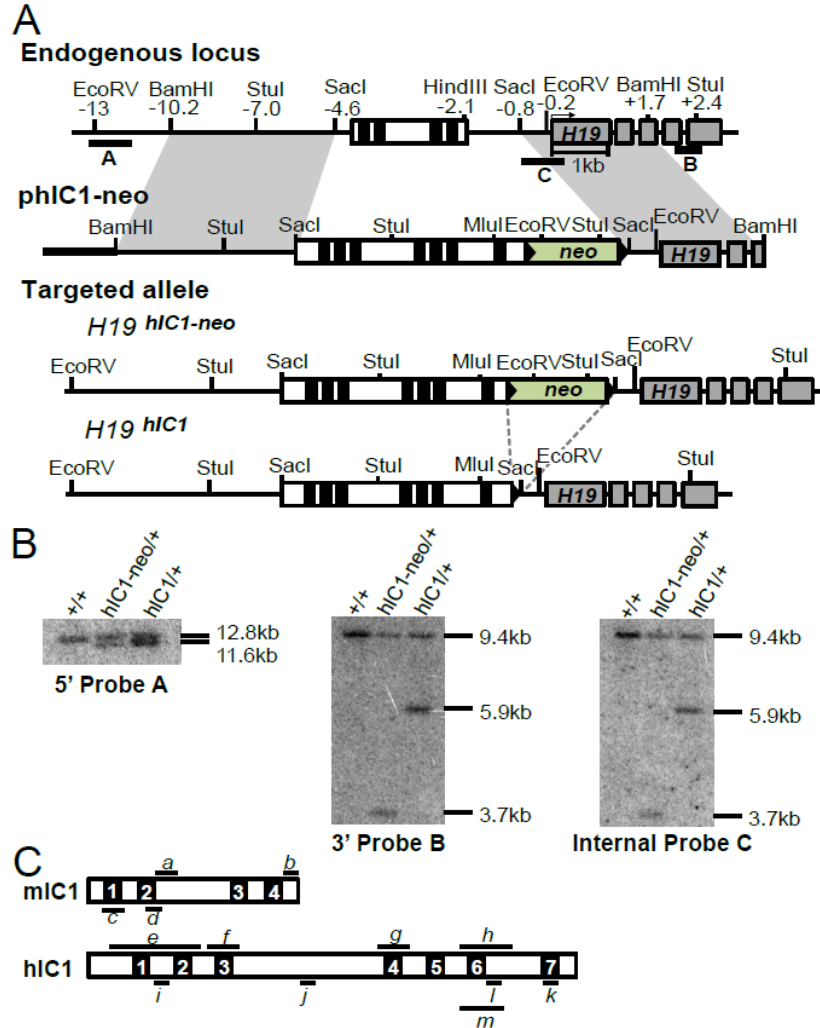 A
Endogenous locus
EcoRV BamHI StuI SacI HindIII SacI EcoRV BamHI StuI
-13 -10.2 -7.0 -4.6 -2.1 -0.8 -0.2 +1.7 +2.4
H19
A C 1kb B
phIC1-neo
BamHI StuI SacI StuI MluI EcoRV StuI SacI EcoRV BamHI
neo H19
Targeted allele
H19 hIC1-neo
EcoRV StuI SacI StuI MluI EcoRV StuI SacI EcoRV StuI
neo H19
H19 hIC1
EcoRV StuI SacI StuI MluI SacI EcoRV StuI
H19
B
+/+ hIC1-neo/+ hIC1/+
12.8kb
11.6kb
5' Probe A
+/+ hIC1-neo/+ hIC1/+
9.4kb
5.9kb
3.7kb
3' Probe B
+/+ hIC1-neo/+ hIC1/+
9.4kb
5.9kb
3.7kb
Internal Probe C
C
a b
mIC1 1 2 3 4
c d
e f g h
hIC1 1 2 3 4 5 6 7
i j l k
m